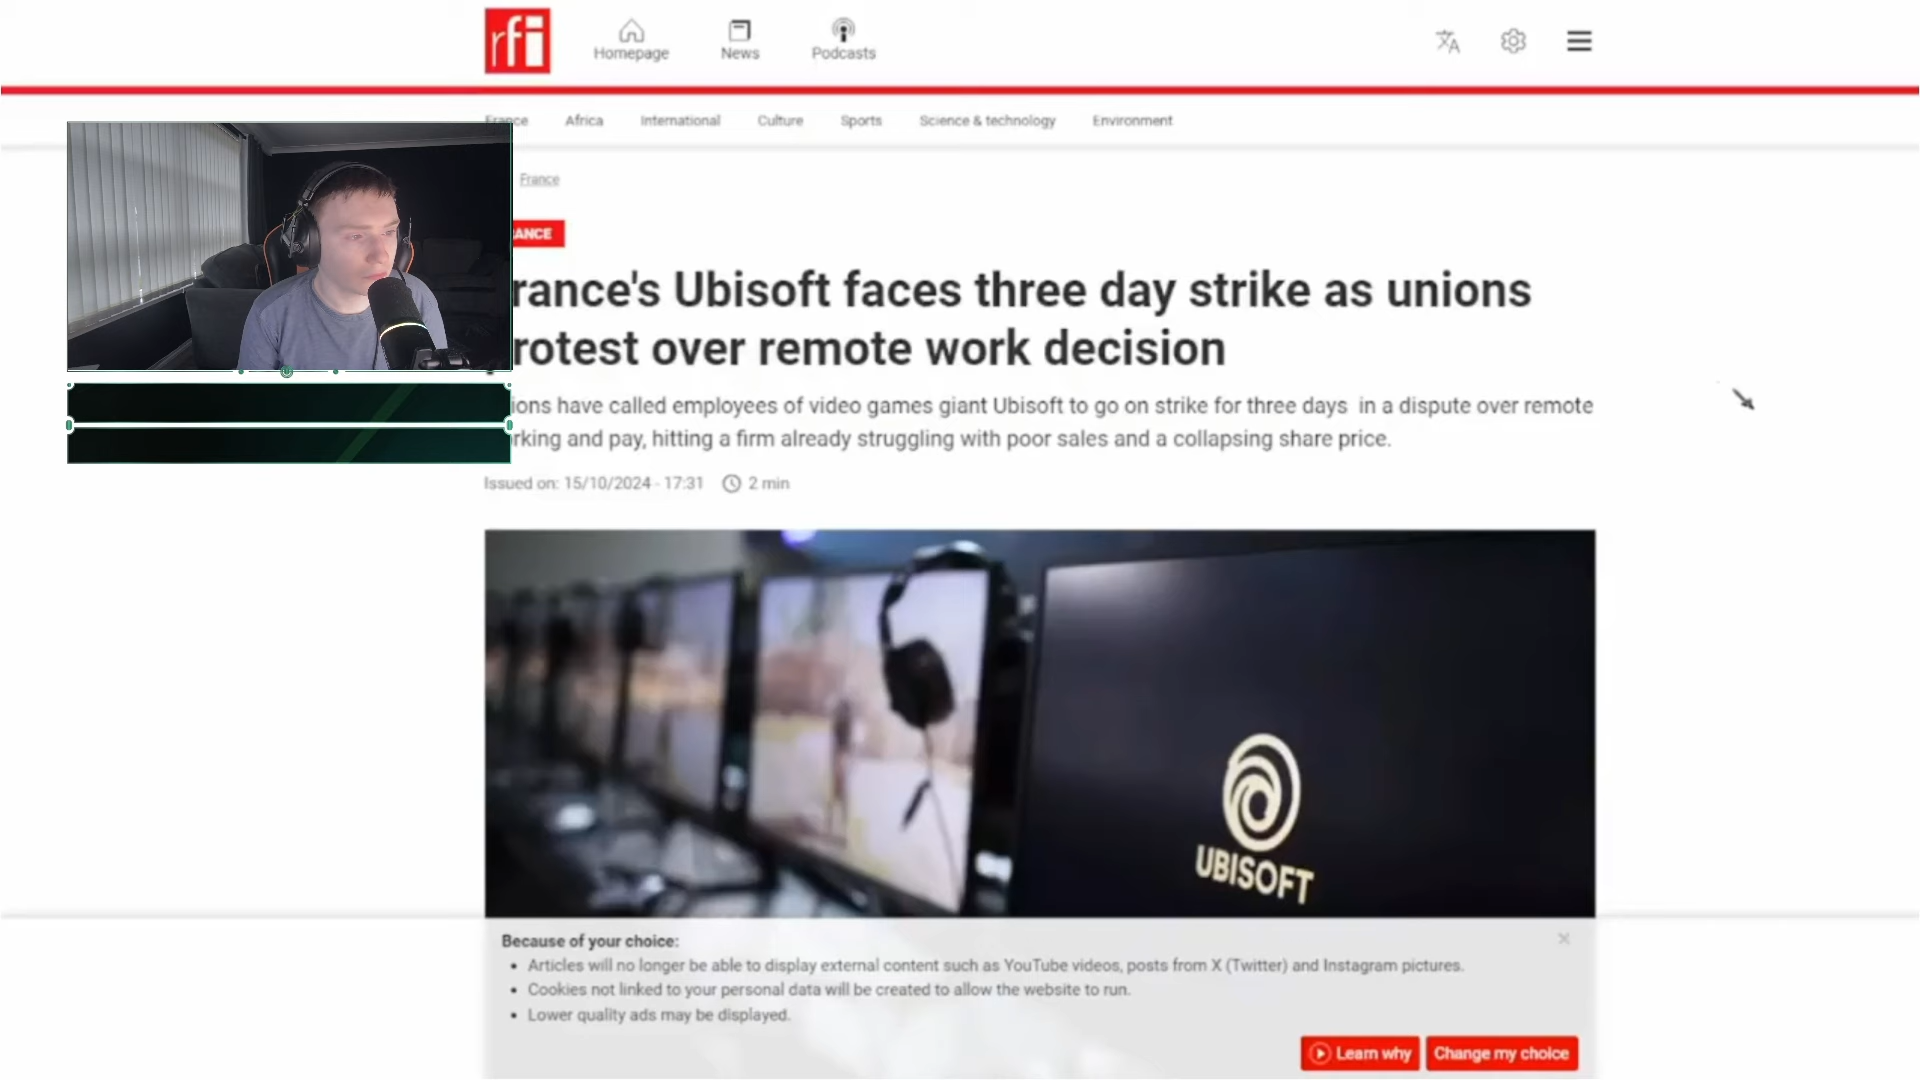 rfi
Homepage
News
Podcasts
France
Africa
International
Culture
Sports
Science & technology
Environment
France
ANCE
rance's Ubisoft faces three day strike as unions
rotest over remote work decision
ions have called employees of video games giant Ubisoft to go on strike for three days in a dispute over remote
rking and pay, hitting a firm already struggling with poor sales and a collapsing share price.
Issued on: 15/10/2024 - 17:31
2 min
UBISOFT
Because of your choice:
• Articles will no longer be able to display external content such as YouTube videos, posts from X (Twitter) and Instagram pictures.
• Cookies not linked to your personal data will be created to allow the website to run.
• Lower quality ads may be displayed.
Learn why
Change my choice